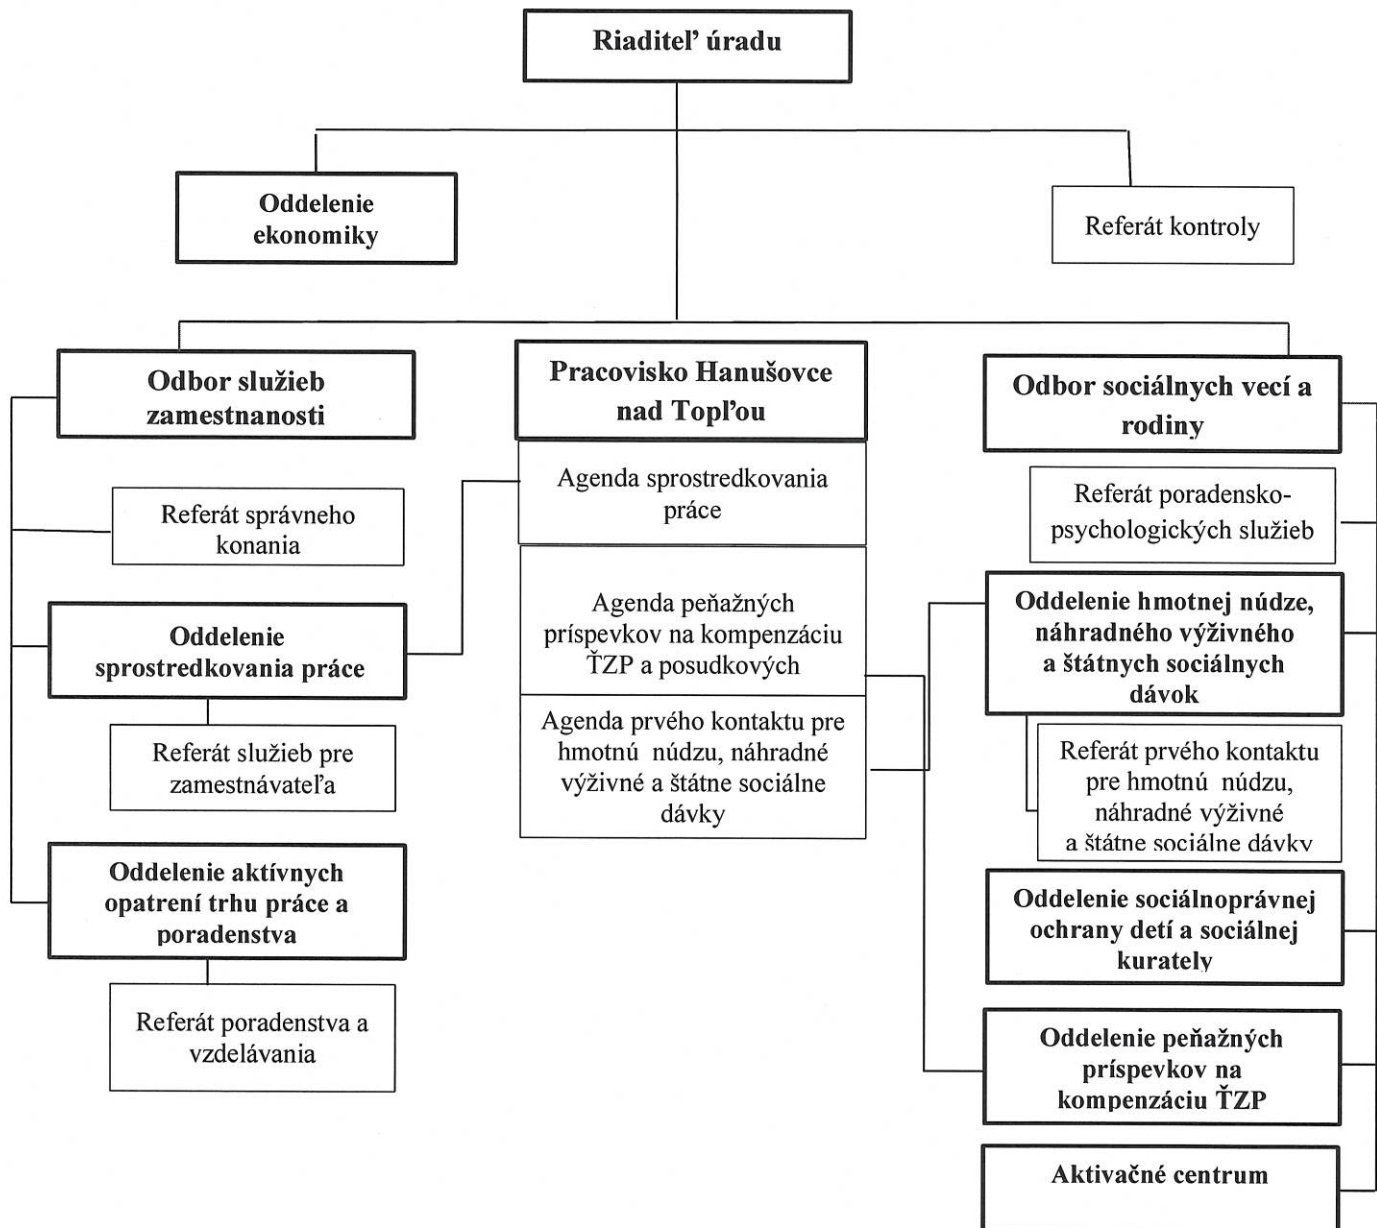 Riaditeľ úradu
Oddelenie
ekonomiky
Referát kontroly
Odbor služieb
zamestnanosti
Referát správneho
konania
Oddelenie
sprostredkovania práce
Referát služieb pre
zamestnávateľa
Oddelenie aktívnych
opatrení trhu práce a
poradenstva
Referát poradenstva a
vzdelávania
Pracovisko Hanušovce
nad Topľou
Agenda sprostredkovania
práce
Agenda peňažných
príspevkov na kompenzáciu
ŤZP a posudkových
Agenda prvého kontaktu pre
hmotnú núdzu, náhradné
výživné a štátne sociálne
dávky
Odbor sociálnych vecí a
rodiny
Referát poradensko-
psychologických služieb
Oddelenie hmotnej núdze,
náhradného výživného
a štátnych sociálnych
dávok
Referát prvého kontaktu
pre hmotnú núdzu,
náhradné výživné
a štátne sociálne dávky
Oddelenie sociálnoprávnej
ochrany detí a sociálnej
kurately
Oddelenie peňažných
príspevkov na
kompenzáciu ŤZP
Aktivačné centrum